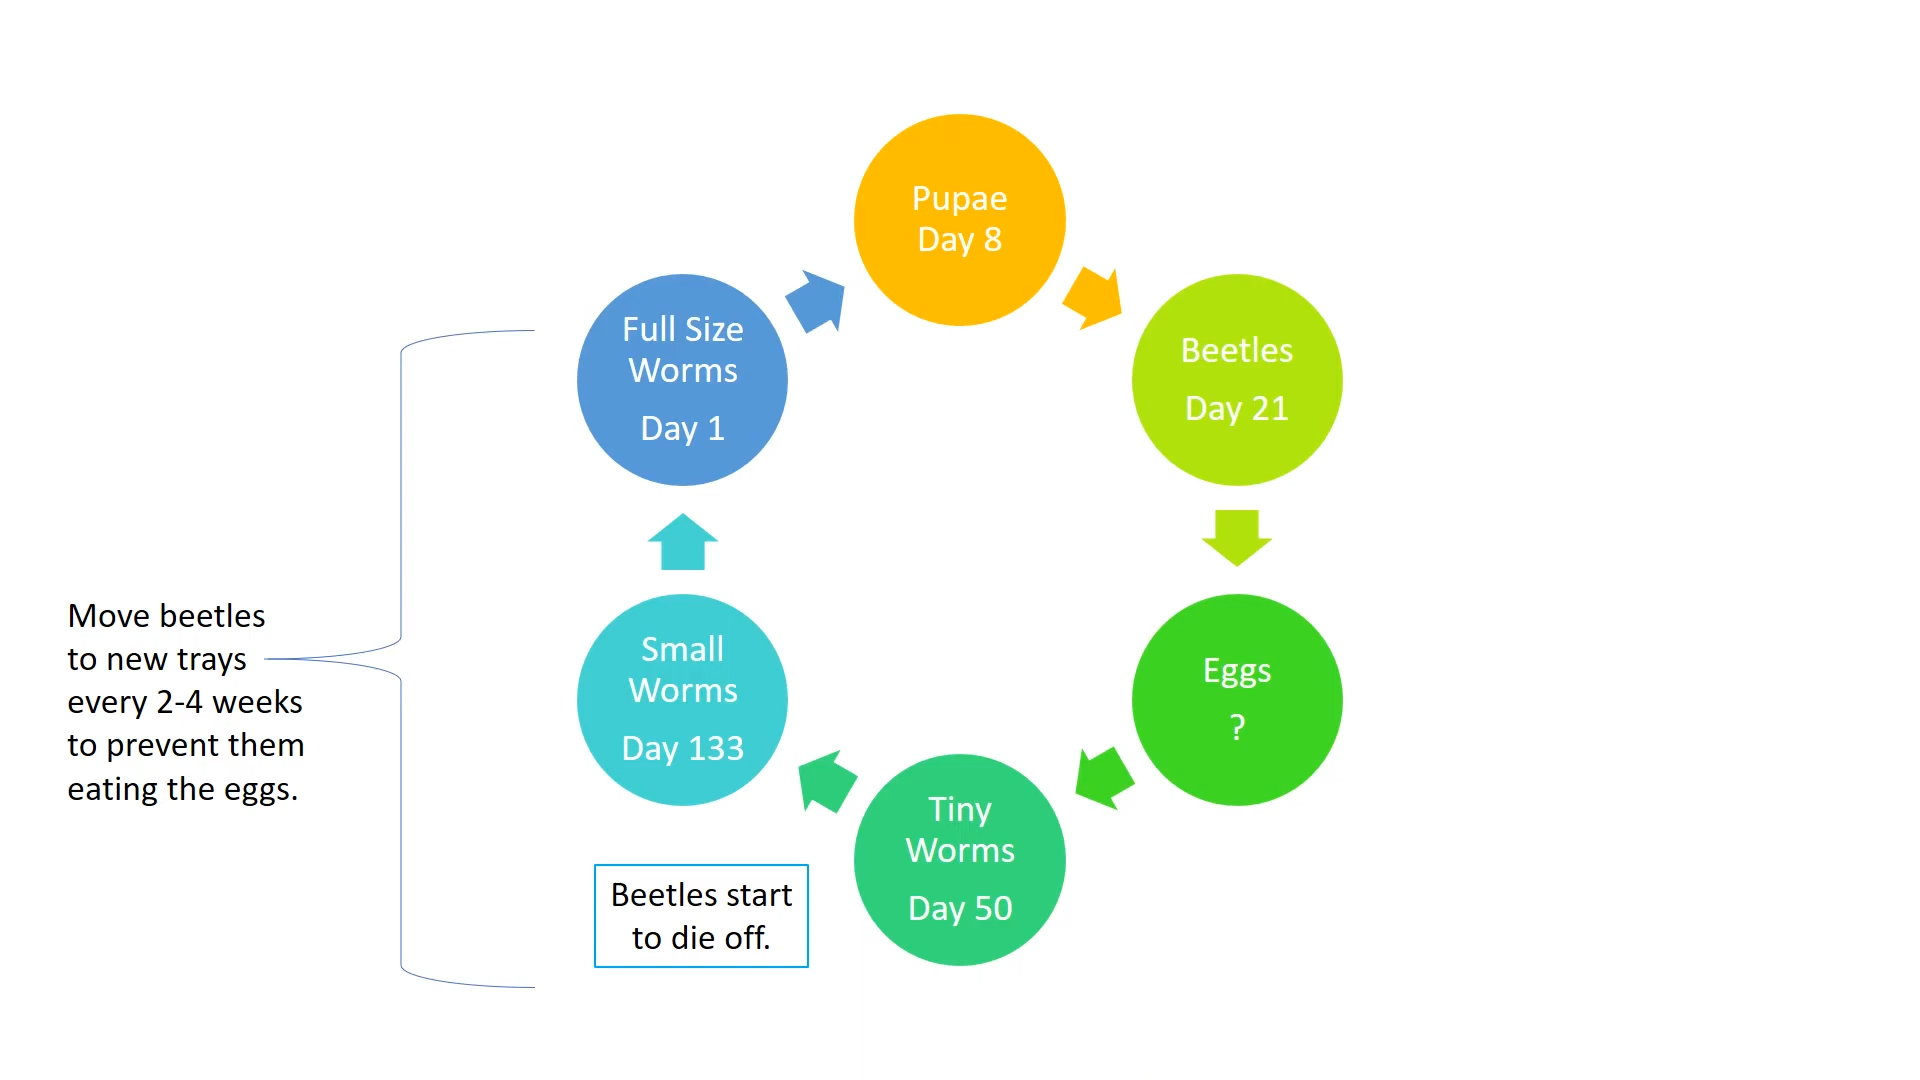 Pupae
Day 8
Beetles
Day 21
Eggs
?
Tiny
Worms
Day 50
Small
Worms
Day 133
Full Size
Worms
Day 1
Beetles start
to die off.
Move beetles
to new trays
every 2-4 weeks
to prevent them
eating the eggs.